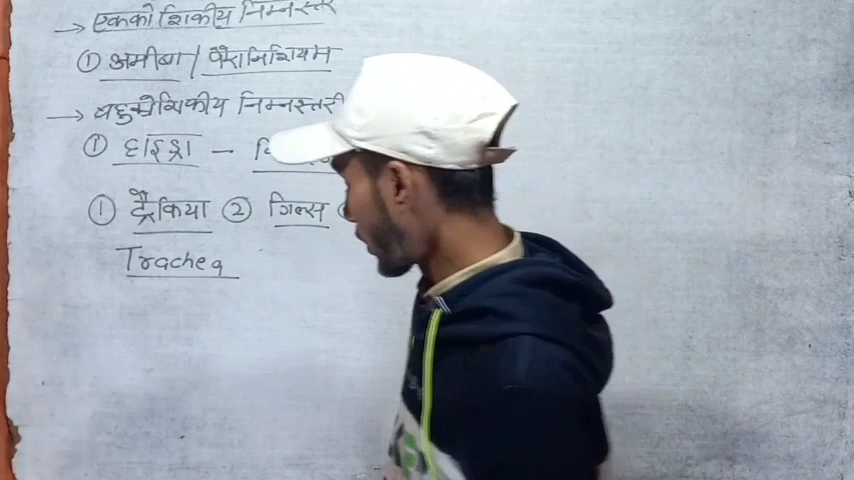 → एककोशिकीय निम्नस्तर
① अमीबा / पैरामिशियम
→ बहुकोशिकीय निम्नस्तरी
① हाइड्रा –
① ट्रैकिया ② गिल्स
Trachea